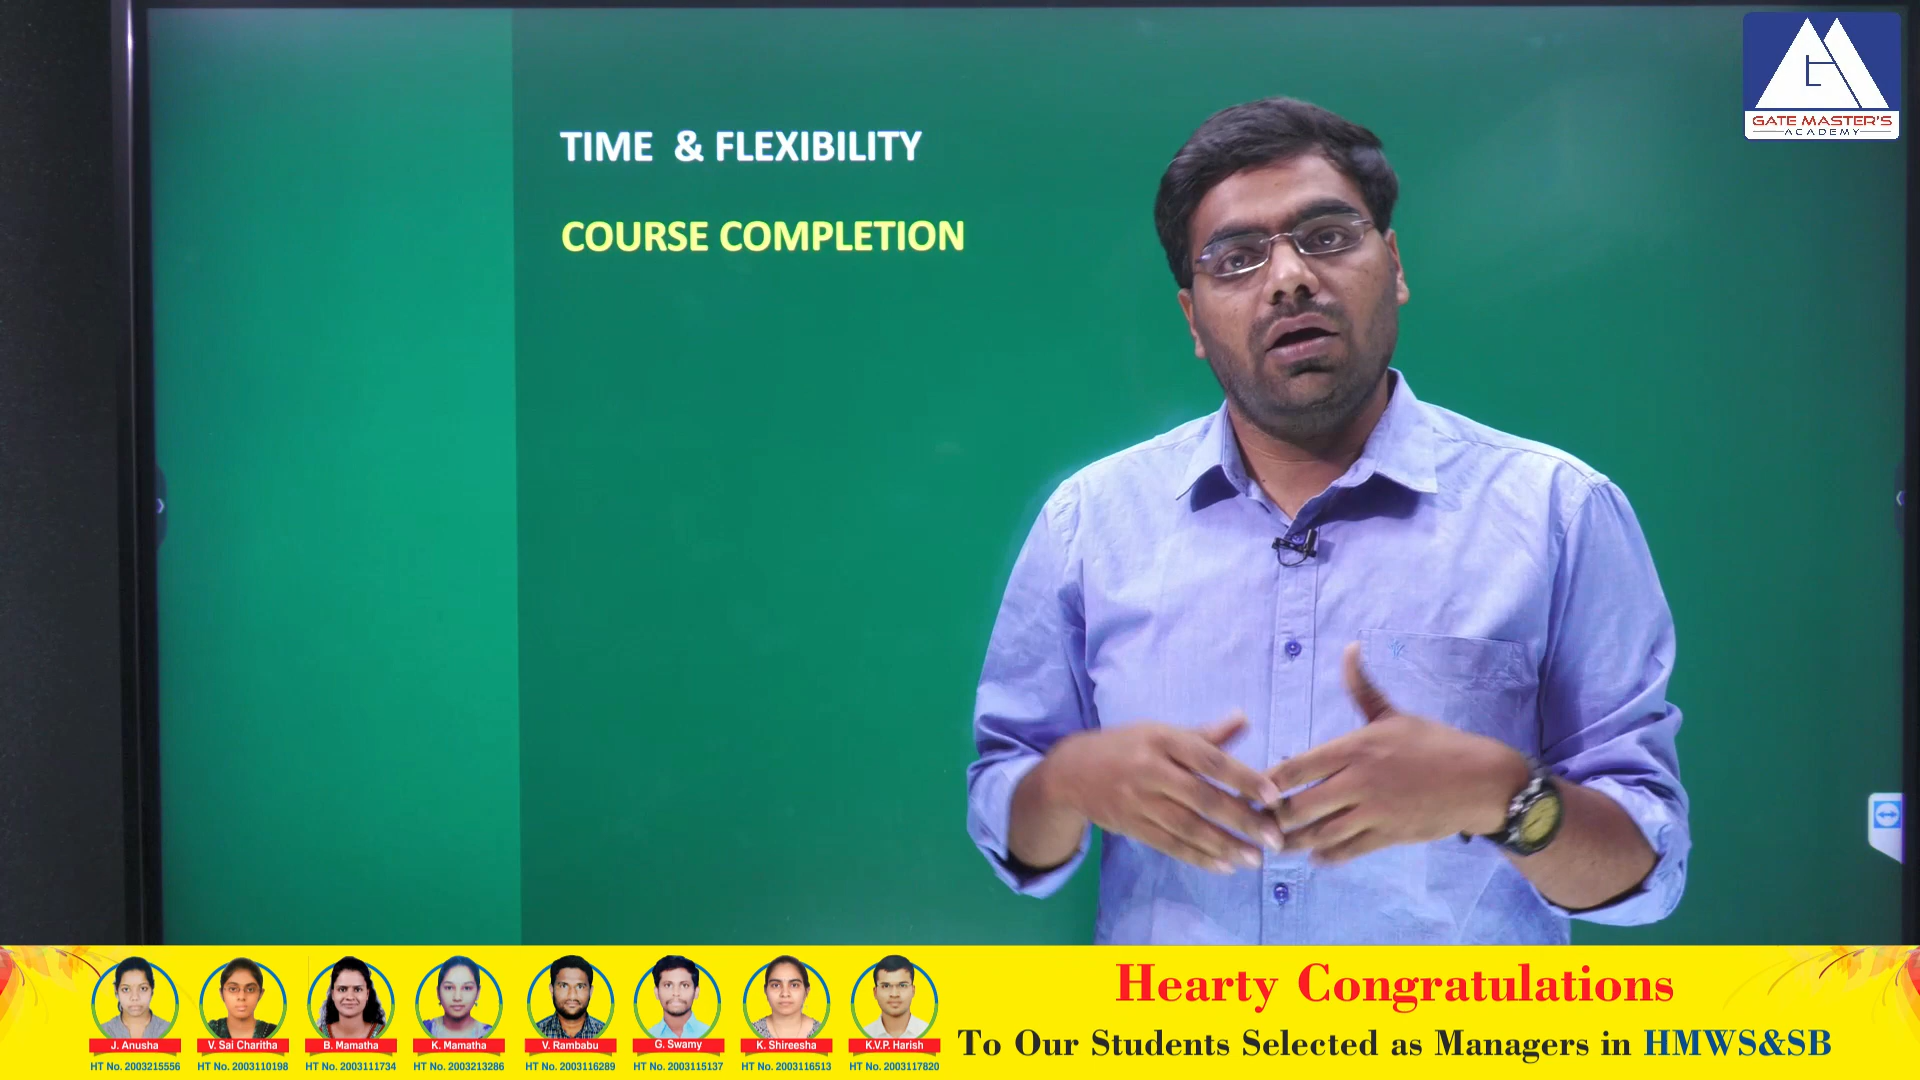 GATE MASTER'S
ACADEMY
TIME & FLEXIBILITY
COURSE COMPLETION
Hearty Congratulations
To Our Students Selected as Managers in HMWS&SB
J. Anusha
HT No. 2003215556
V. Sai Charitha
HT No. 2003110198
B. Mamatha
HT No. 2003111734
K. Mamatha
HT No. 2003213286
V. Rambabu
HT No. 2003116289
G. Swamy
HT No. 2003115137
K. Shireesha
HT No. 2003116513
K.V.P. Harish
HT No. 2003117820